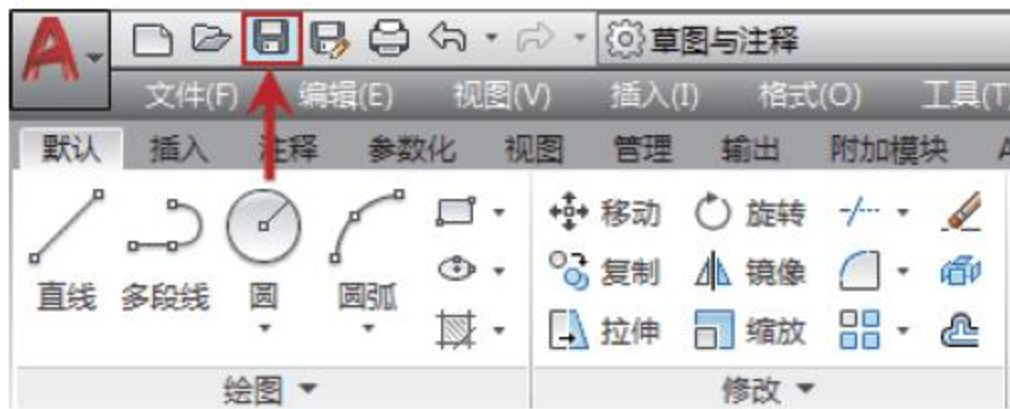 草图与注释
文件(F) 编辑(E) 视图(V) 插入(I) 格式(O) 工具(T)
默认 插入 注释 参数化 视图 管理 输出 附加模块 A
移动 旋转
复制 镜像
直线 多段线 圆 圆弧
拉伸 缩放
绘图 修改